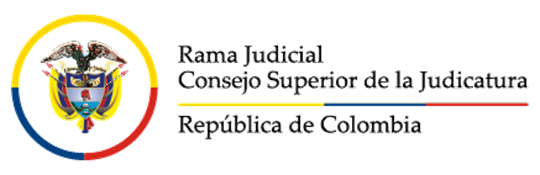 Rama Judicial
Consejo Superior de la Judicatura
República de Colombia